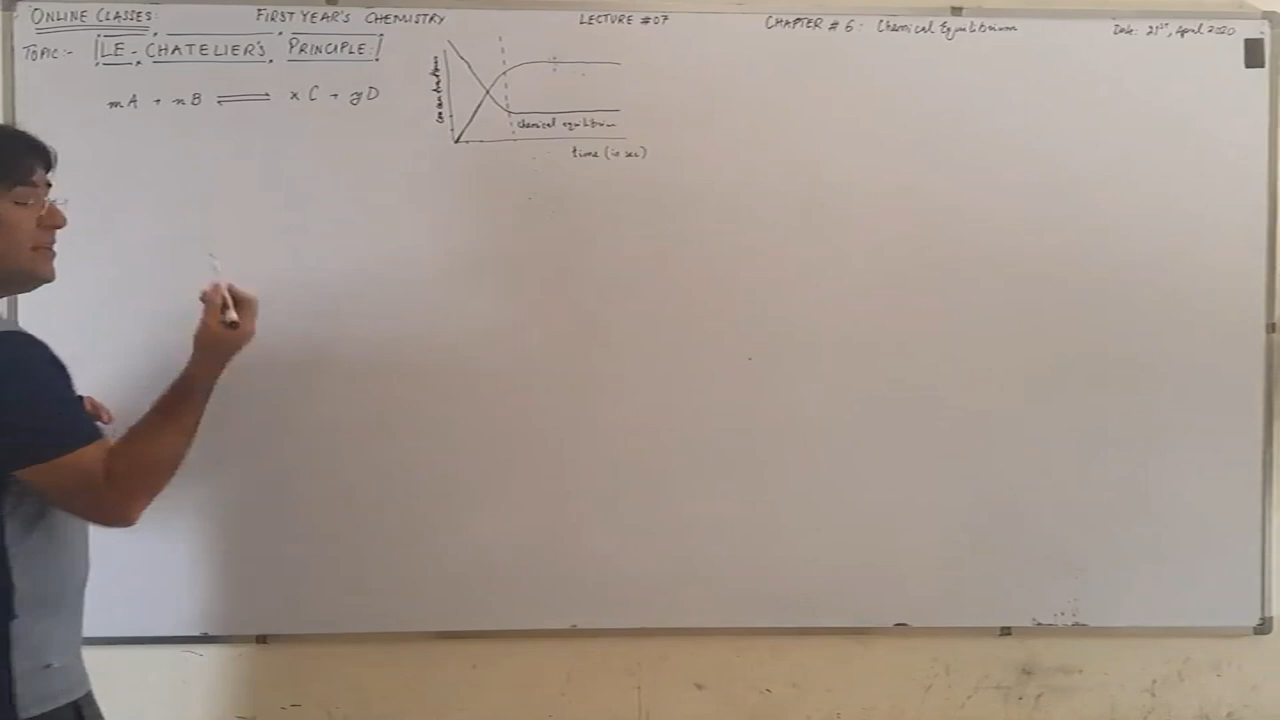 ONLINE CLASSES: FIRST YEAR'S CHEMISTRY LECTURE #07 CHAPTER # 6: Chemical Equilibrium Date: 21st, April 2020
TOPIC:- LE-CHATELIER'S PRINCIPLE:
mA + nB ⇌ xC + yD
concentration
chemical equilibrium
time (in sec)